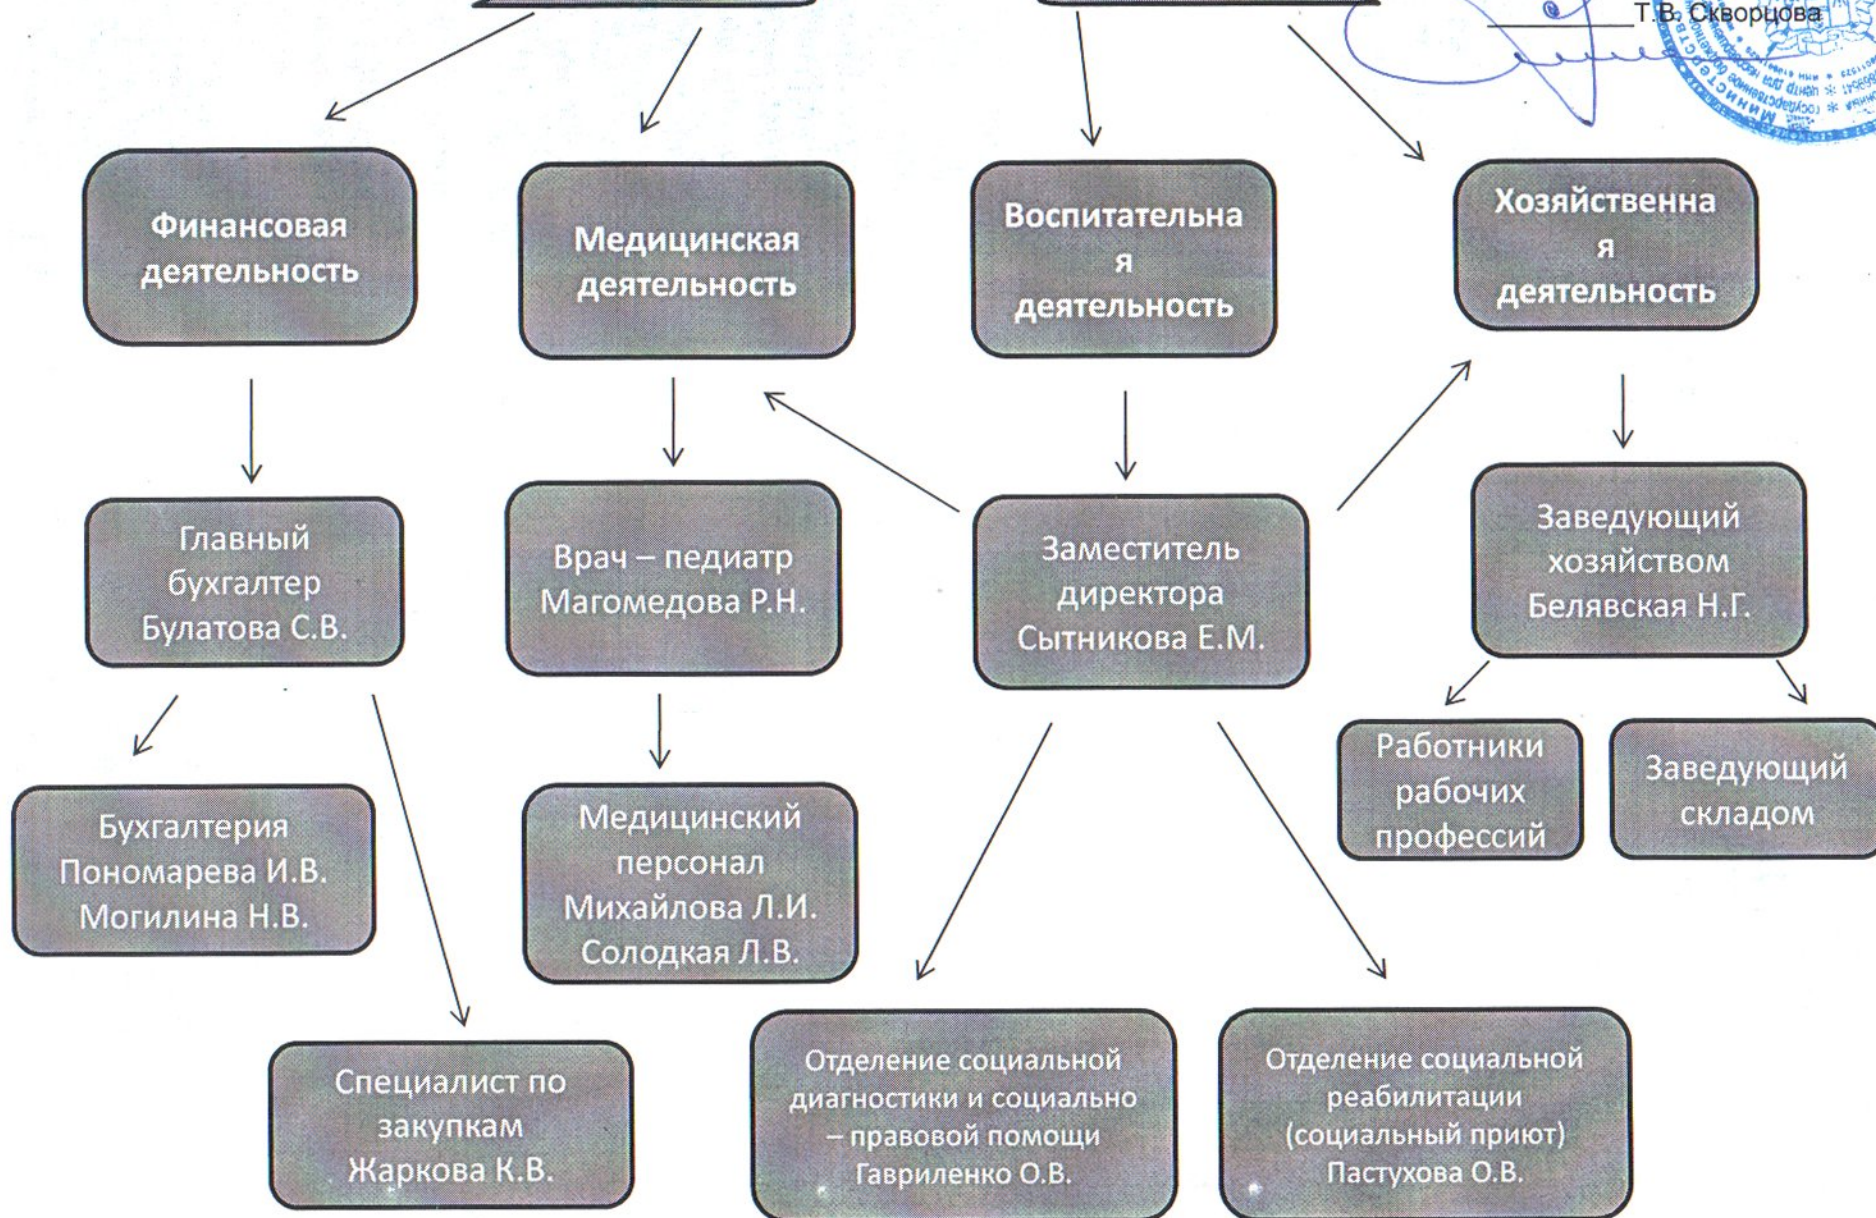 Т.В. Скворцова
Финансовая
деятельность
Медицинская
деятельность
Воспитательна
я
деятельность
Хозяйственна
я
деятельность
Главный
бухгалтер
Булатова С.В.
Врач – педиатр
Магомедова Р.Н.
Заместитель
директора
Сытникова Е.М.
Заведующий
хозяйством
Белявская Н.Г.
Работники
рабочих
профессий
Заведующий
складом
Бухгалтерия
Пономарева И.В.
Могилина Н.В.
Медицинский
персонал
Михайлова Л.И.
Солодкая Л.В.
Специалист по
закупкам
Жаркова К.В.
Отделение социальной
диагностики и социально
– правовой помощи
Гавриленко О.В.
Отделение социальной
реабилитации
(социальный приют)
Пастухова О.В.